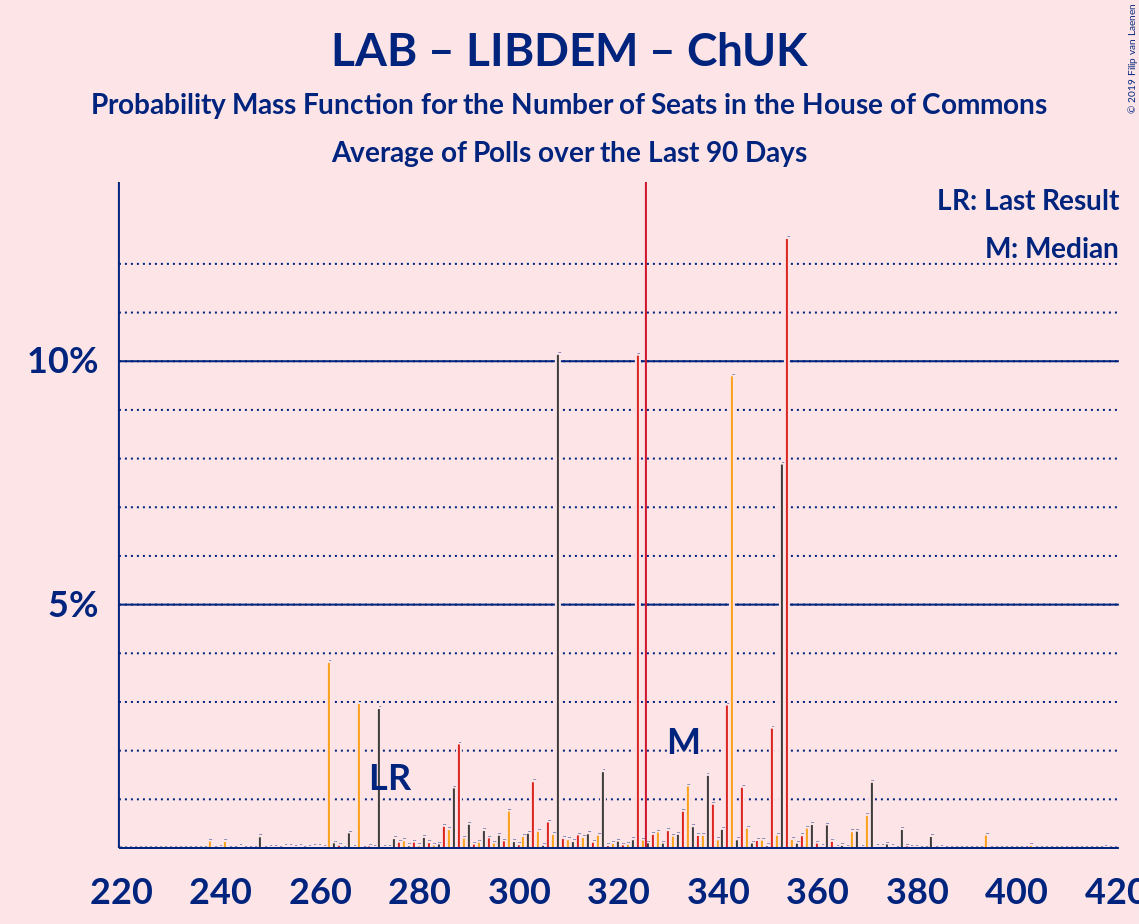 LAB – LIBDEM – ChUK
Probability Mass Function for the Number of Seats in the House of Commons
Average of Polls over the Last 90 Days
© 2019 Filip van Laenen
LR: Last Result
M: Median
10%
5%
M
LR
220 240 260 280 300 320 340 360 380 400 420